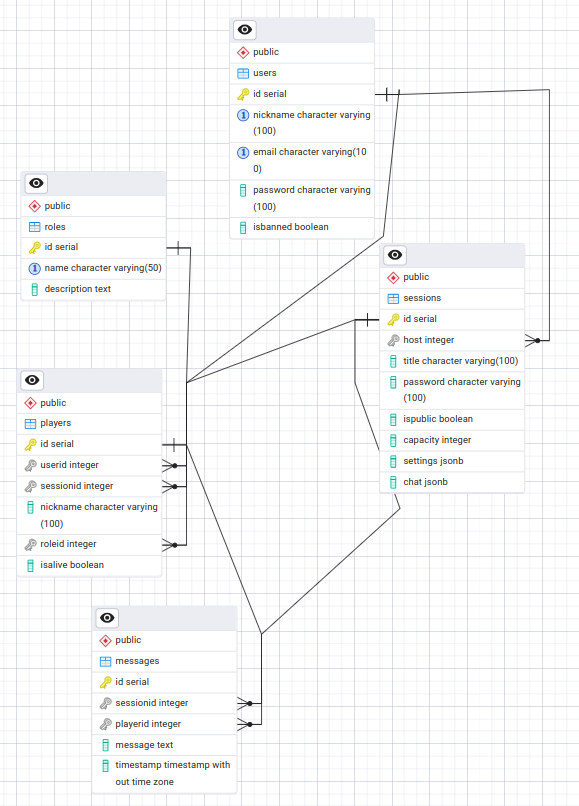 public
users
id serial
nickname character varying
(100)
email character varying(10
0)
password character varying
(100)
isbanned boolean
public
roles
id serial
name character varying(50)
description text
public
sessions
id serial
host integer
title character varying(100)
password character varying
(100)
ispublic boolean
capacity integer
settings jsonb
chat jsonb
public
players
id serial
userid integer
sessionid integer
nickname character varying
(100)
roleid integer
isalive boolean
public
messages
id serial
sessionid integer
playerid integer
message text
timestamp timestamp with
out time zone